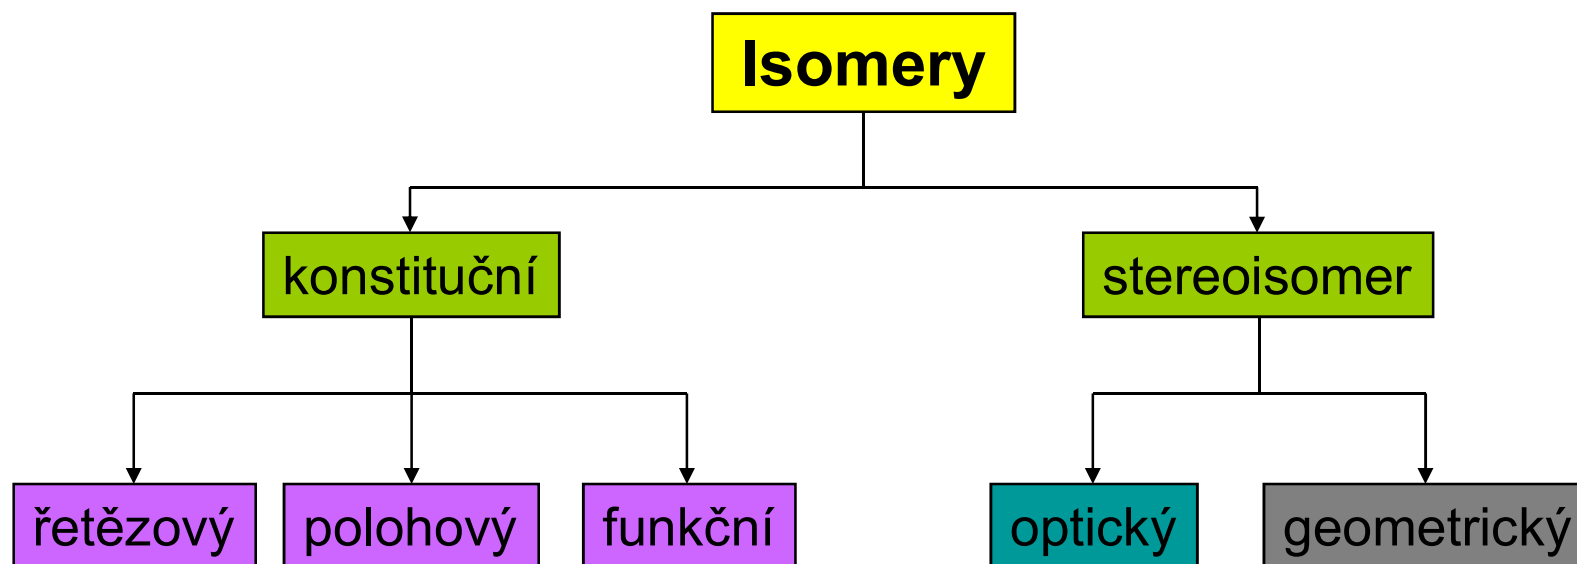 Isomery
konstituční
stereoisomer
řetězový
polohový
funkční
optický
geometrický